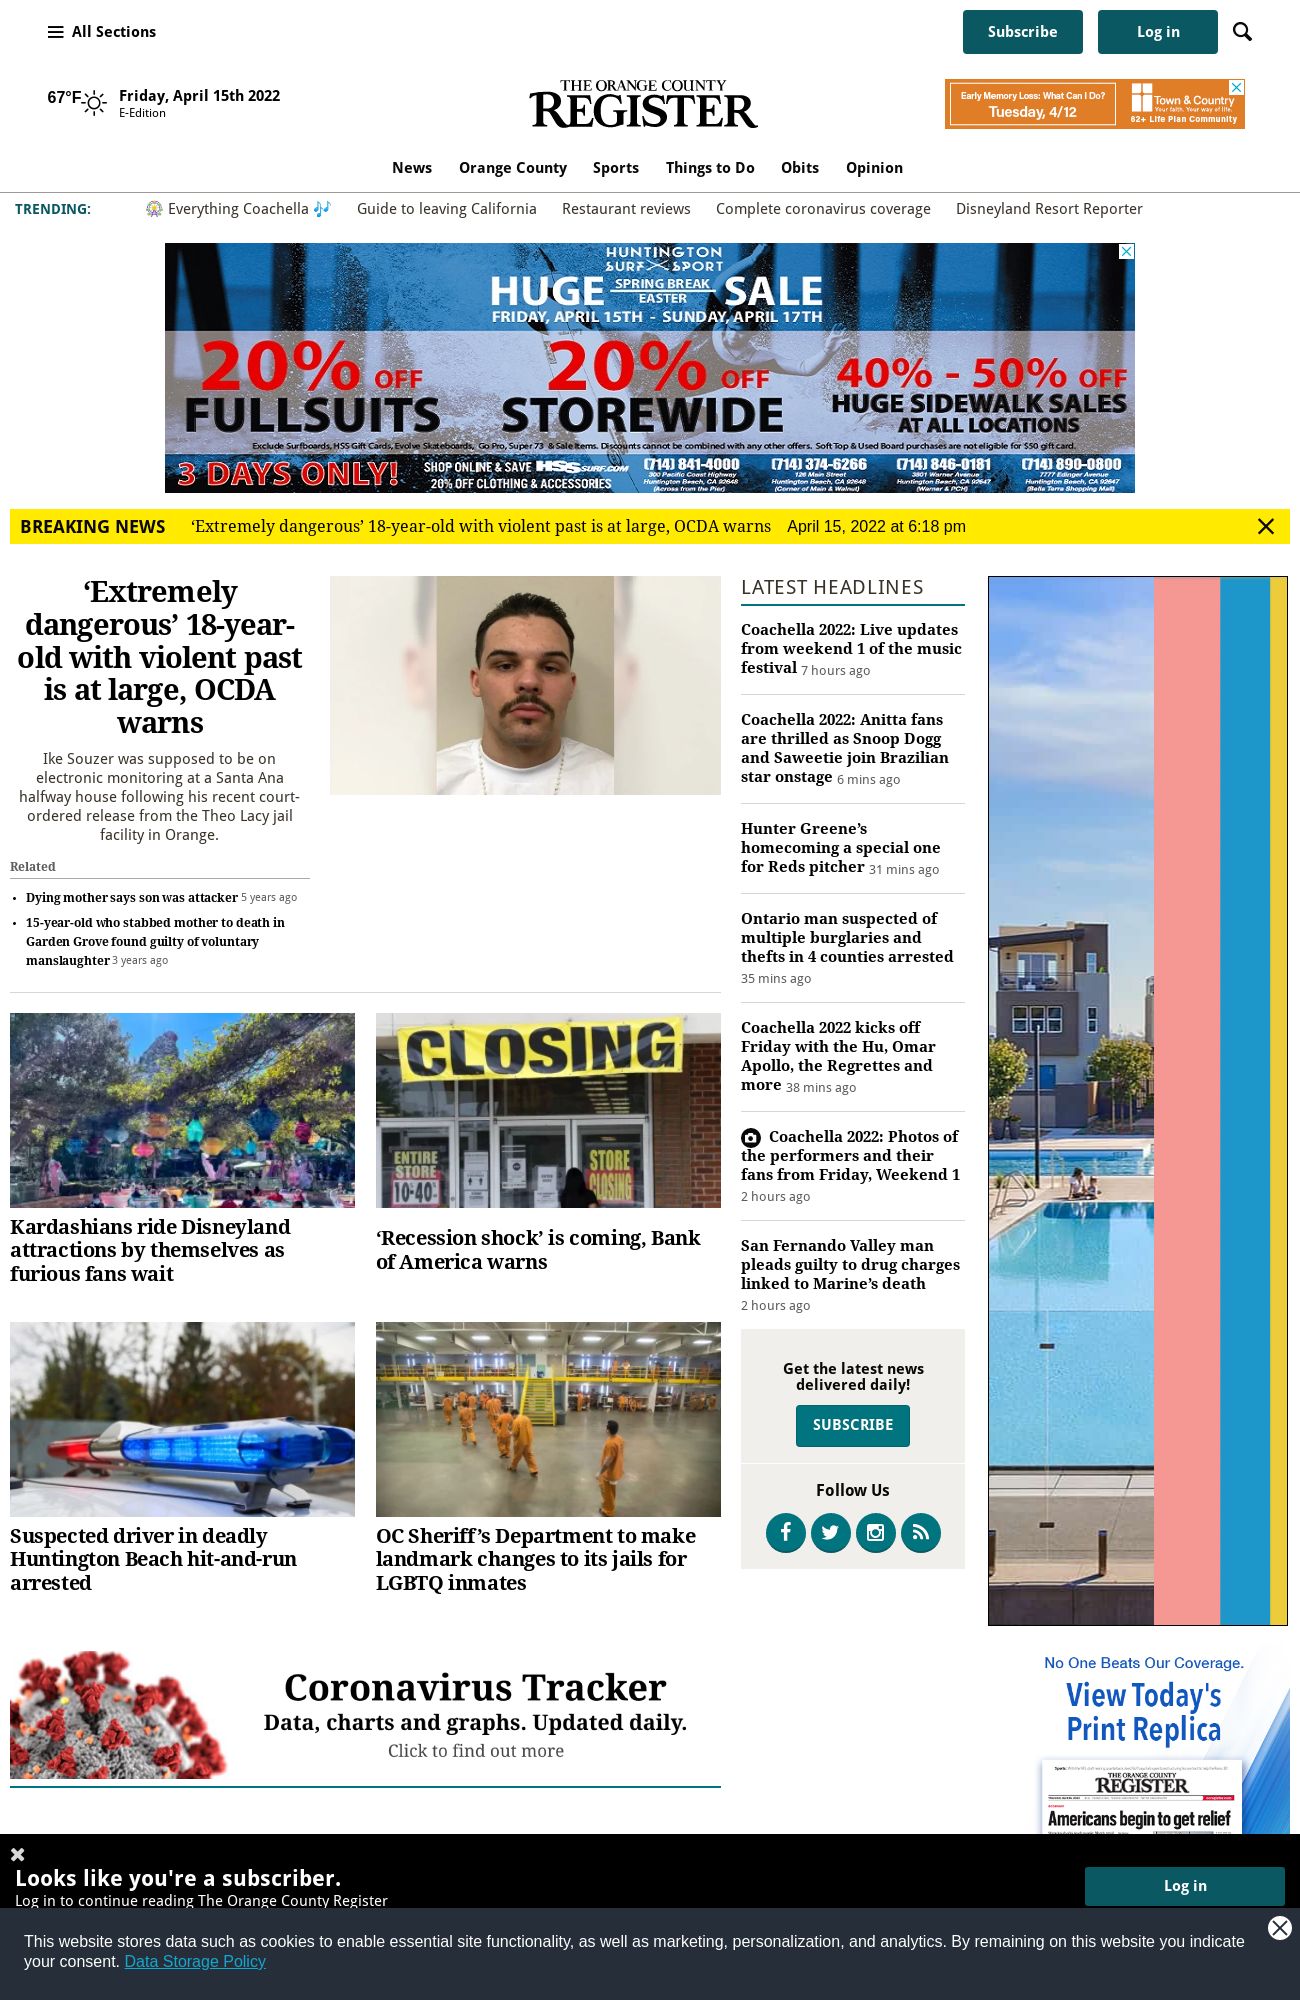 All Sections
Subscribe
Log in
67°F
Friday, April 15th 2022
E-Edition
THE ORANGE COUNTY
REGISTER
Early Memory Loss: What Can I Do?
Tuesday, 4/12
Town & Country
Your faith. Your way of life.
62+ Life Plan Community
News Orange County Sports Things to Do Obits Opinion
TRENDING:
Everything Coachella
Guide to leaving California
Restaurant reviews
Complete coronavirus coverage
Disneyland Resort Reporter
HUNTINGTON
SURF SPORT
HUGE SPRING BREAK EASTER SALE
FRIDAY, APRIL 15TH - SUNDAY, APRIL 17TH
20% OFF
FULLSUITS
20% OFF
STOREWIDE
40% - 50% OFF
HUGE SIDEWALK SALES
AT ALL LOCATIONS
Exclude Surfboards, HSS Gift Cards, Evolve Skateboards, Go Pro, Super 73 & Sale Items. Discounts cannot be combined with any other offers. Soft Top & Used Board purchases are not eligible for $50 gift card.
3 DAYS ONLY!
SHOP ONLINE & SAVE HSSSURF.COM
20% OFF CLOTHING & ACCESSORIES
(714) 841-4000
300 Pacific Coast Highway
Huntington Beach, CA 92648
(Across from the Pier)
(714) 374-6266
126 Main Street
Huntington Beach, CA 92648
(Corner of Main & Walnut)
(714) 846-0181
3801 Warner Avenue
Huntington Beach, CA 92647
(Warner & PCH)
(714) 890-0800
7127 Edinger Avenue
Huntington Beach, CA 92647
(Bella Terra Shopping Mall)
BREAKING NEWS
‘Extremely dangerous’ 18-year-old with violent past is at large, OCDA warns
April 15, 2022 at 6:18 pm
‘Extremely
dangerous’ 18-year-
old with violent past
is at large, OCDA
warns
Ike Souzer was supposed to be on
electronic monitoring at a Santa Ana
halfway house following his recent court-
ordered release from the Theo Lacy jail
facility in Orange.
Related
Dying mother says son was attacker 5 years ago
15-year-old who stabbed mother to death in
Garden Grove found guilty of voluntary
manslaughter 3 years ago
CLOSING
ENTIRE
STORE
10-40
STORE
CLOSING
Kardashians ride Disneyland
attractions by themselves as
furious fans wait
‘Recession shock’ is coming, Bank
of America warns
Suspected driver in deadly
Huntington Beach hit-and-run
arrested
OC Sheriff’s Department to make
landmark changes to its jails for
LGBTQ inmates
Coronavirus Tracker
Data, charts and graphs. Updated daily.
Click to find out more
LATEST HEADLINES
Coachella 2022: Live updates
from weekend 1 of the music
festival 7 hours ago
Coachella 2022: Anitta fans
are thrilled as Snoop Dogg
and Saweetie join Brazilian
star onstage 6 mins ago
Hunter Greene’s
homecoming a special one
for Reds pitcher 31 mins ago
Ontario man suspected of
multiple burglaries and
thefts in 4 counties arrested
35 mins ago
Coachella 2022 kicks off
Friday with the Hu, Omar
Apollo, the Regrettes and
more 38 mins ago
Coachella 2022: Photos of
the performers and their
fans from Friday, Weekend 1
2 hours ago
San Fernando Valley man
pleads guilty to drug charges
linked to Marine’s death
2 hours ago
Get the latest news
delivered daily!
SUBSCRIBE
Follow Us
No One Beats Our Coverage.
View Today's
Print Replica
THE ORANGE COUNTY
REGISTER
Americans begin to get relief
Looks like you're a subscriber.
Log in to continue reading The Orange County Register
Log in
This website stores data such as cookies to enable essential site functionality, as well as marketing, personalization, and analytics. By remaining on this website you indicate
your consent. Data Storage Policy